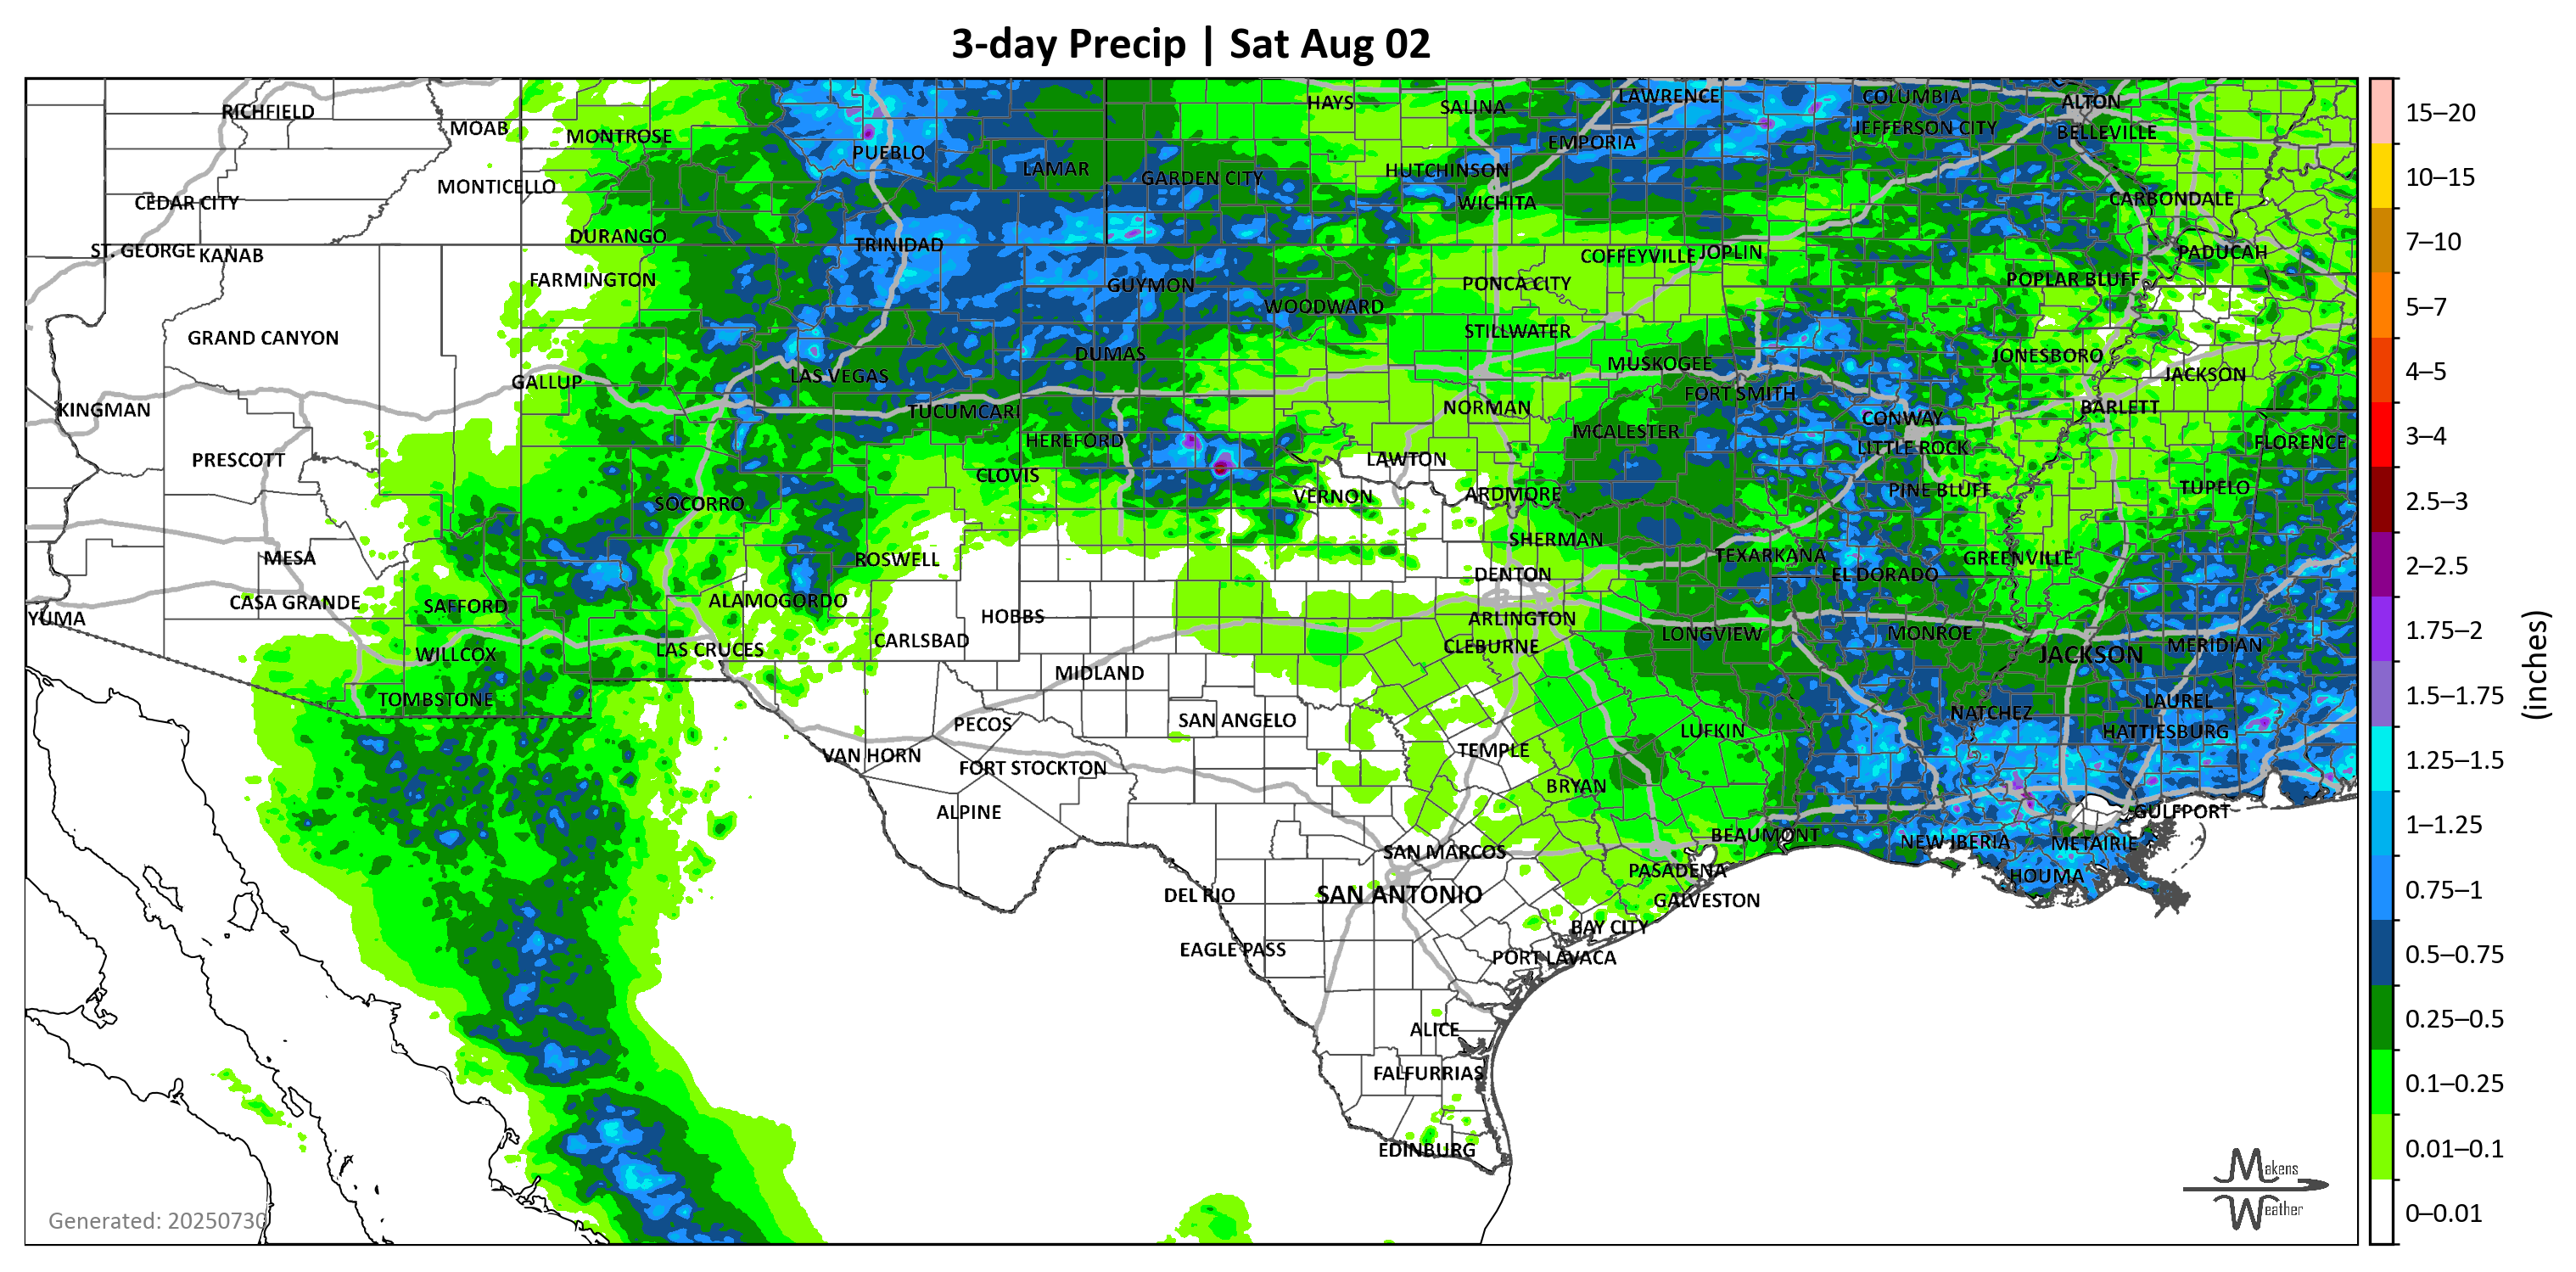 3-day Precip | Sat Aug 02
RICHFIELD
MOAB
MONTROSE
PUEBLO
LAMAR
GARDEN CITY
HAYS
SALINA
LAWRENCE
COLUMBIA
ALTON
HUTCHINSON
EMPORIA
JEFFERSON CITY
BELLEVILLE
CEDAR CITY
MONTICELLO
WICHITA
CARBONDALE
ST. GEORGE
KANAB
DURANGO
TRINIDAD
COFFEYVILLE
JOPLIN
PADUCAH
FARMINGTON
GUYMON
WOODWARD
PONCA CITY
POPLAR BLUFF
GRAND CANYON
DUMAS
STILLWATER
MUSKOGEE
JONESBORO
GALLUP
LAS VEGAS
FORT SMITH
JACKSON
KINGMAN
TUCUMCARI
NORMAN
CONWAY
BARLETT
PRESCOTT
HEREFORD
MCALESTER
LITTLE ROCK
FLORENCE
CLOVIS
LAWTON
SOCORRO
VERNON
ARDMORE
PINE BLUFF
TUPELO
MESA
ROSWELL
SHERMAN
TEXARKANA
GREENVILLE
DENTON
EL DORADO
YUMA
CASA GRANDE
SAFFORD
ALAMOGORDO
HOBBS
ARLINGTON
WILLCOX
LAS CRUCES
CARLSBAD
CLEBURNE
LONGVIEW
MONROE
JACKSON
MERIDIAN
TOMBSTONE
MIDLAND
LAUREL
PECOS
SAN ANGELO
LUFKIN
NATCHEZ
HATTIESBURG
VAN HORN
FORT STOCKTON
TEMPLE
BRYAN
ALPINE
GULFPORT
SAN MARCOS
BEAUMONT
NEW IBERIA
METAIRIE
DEL RIO
SAN ANTONIO
PASADENA
HOUMA
GALVESTON
EAGLE PASS
BAY CITY
PORT LAVACA
ALICE
FALFURRIAS
EDINBURG
Generated: 20250730
Makens
Weather
15–20
10–15
7–10
5–7
4–5
3–4
2.5–3
2–2.5
1.75–2
1.5–1.75
1.25–1.5
1–1.25
0.75–1
0.5–0.75
0.25–0.5
0.1–0.25
0.01–0.1
0–0.01
(inches)